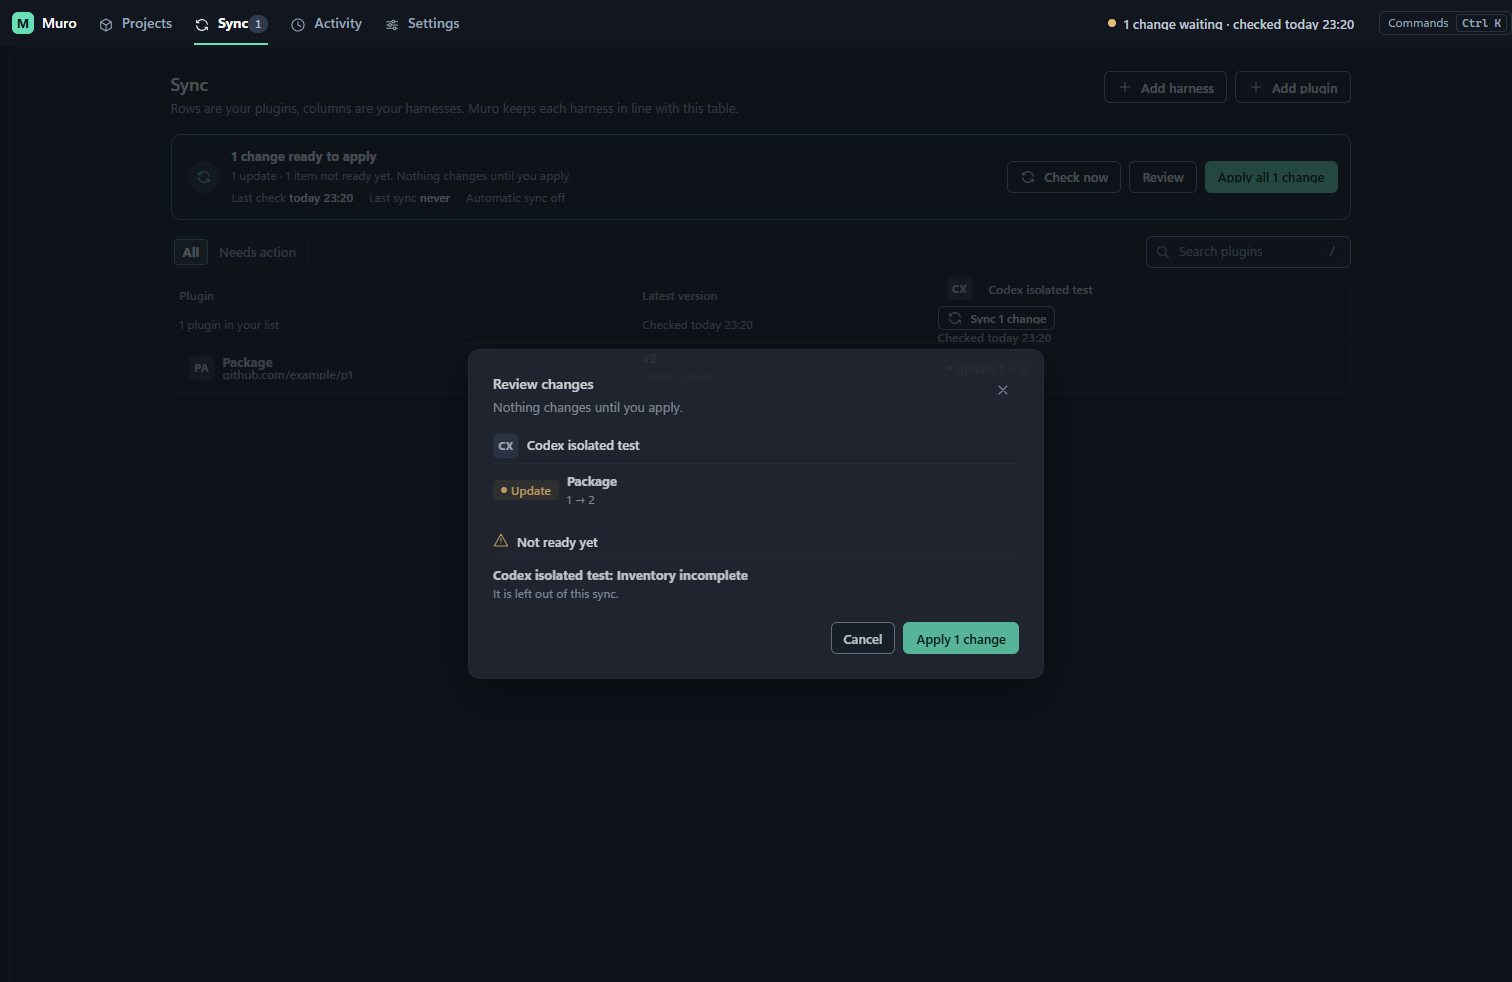 M Muro Projects Sync 1 Activity Settings 1 change waiting · checked today 23:20 Commands Ctrl K
Sync
Rows are your plugins, columns are your harnesses. Muro keeps each harness in line with this table.
+ Add harness + Add plugin
1 change ready to apply
1 update · 1 item not ready yet. Nothing changes until you apply.
Last check today 23:20 Last sync never Automatic sync off
Check now Review Apply all 1 change
All Needs action Search plugins /
Plugin Latest version CX Codex isolated test
1 plugin in your list Checked today 23:20 Sync 1 change
Checked today 23:20
PA Package v2 Update 1 → 2
github.com/example/p1 Latest release
Review changes
Nothing changes until you apply.
CX Codex isolated test
Update Package
1 → 2
Not ready yet
Codex isolated test: Inventory incomplete
It is left out of this sync.
Cancel Apply 1 change